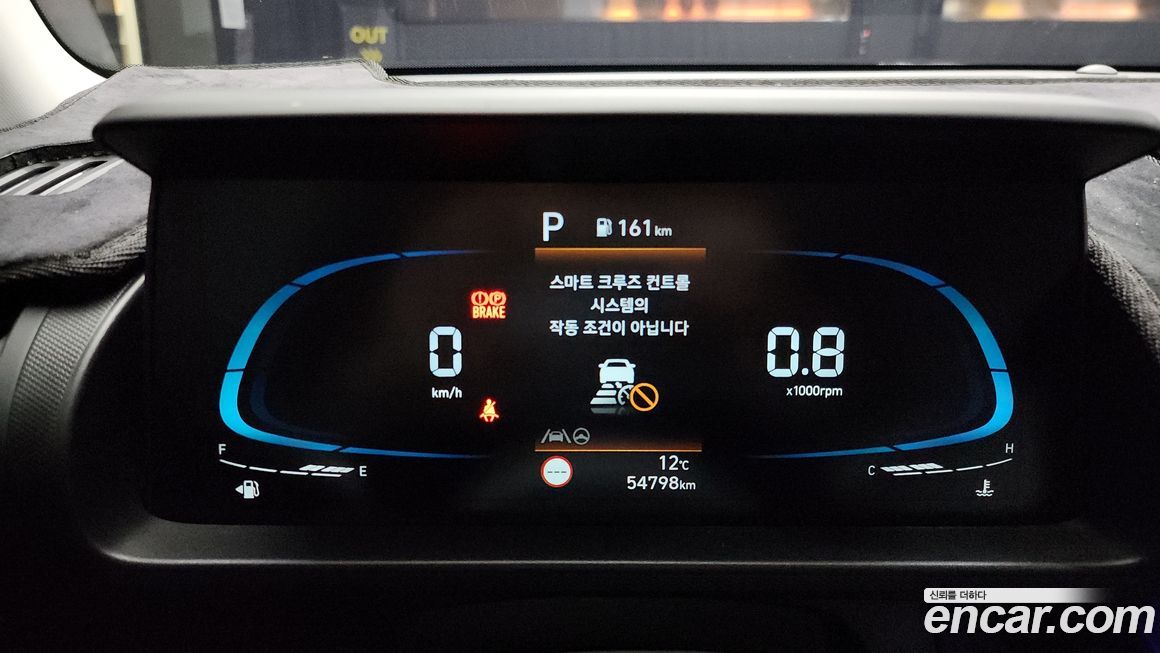 OUT
P 161 km
스마트 크루즈 컨트롤
시스템의
작동 조건이 아닙니다
BRAKE
0
km/h
0.8
x1000rpm
F
E
C
H
---
12℃
54798km
신뢰를 더하다
encar.com